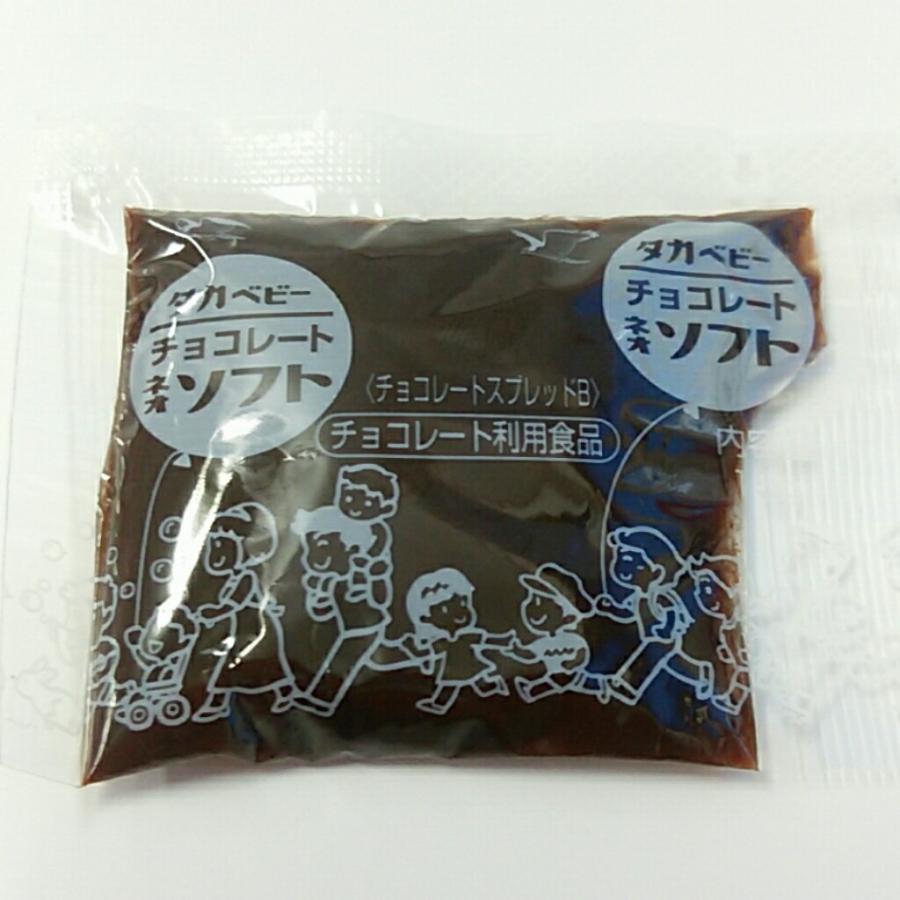 タカベビー
チョコレート
ネオソフト
タカベビー
チョコレート
ネオソフト
〈チョコレートスプレッドB〉
チョコレート利用食品
内